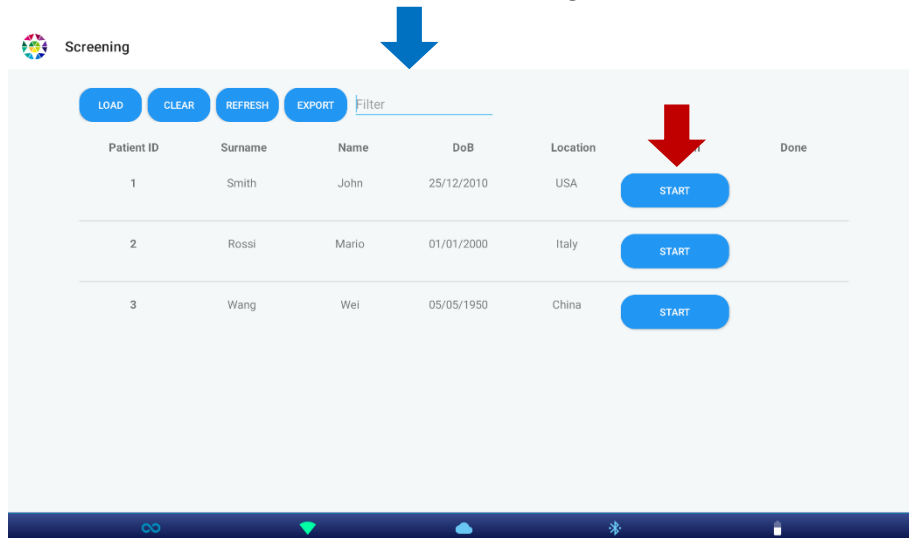 Screening
LOAD CLEAR REFRESH EXPORT Filter
Patient ID Surname Name DoB Location Done
1 Smith John 25/12/2010 USA START
2 Rossi Mario 01/01/2000 Italy START
3 Wang Wei 05/05/1950 China START